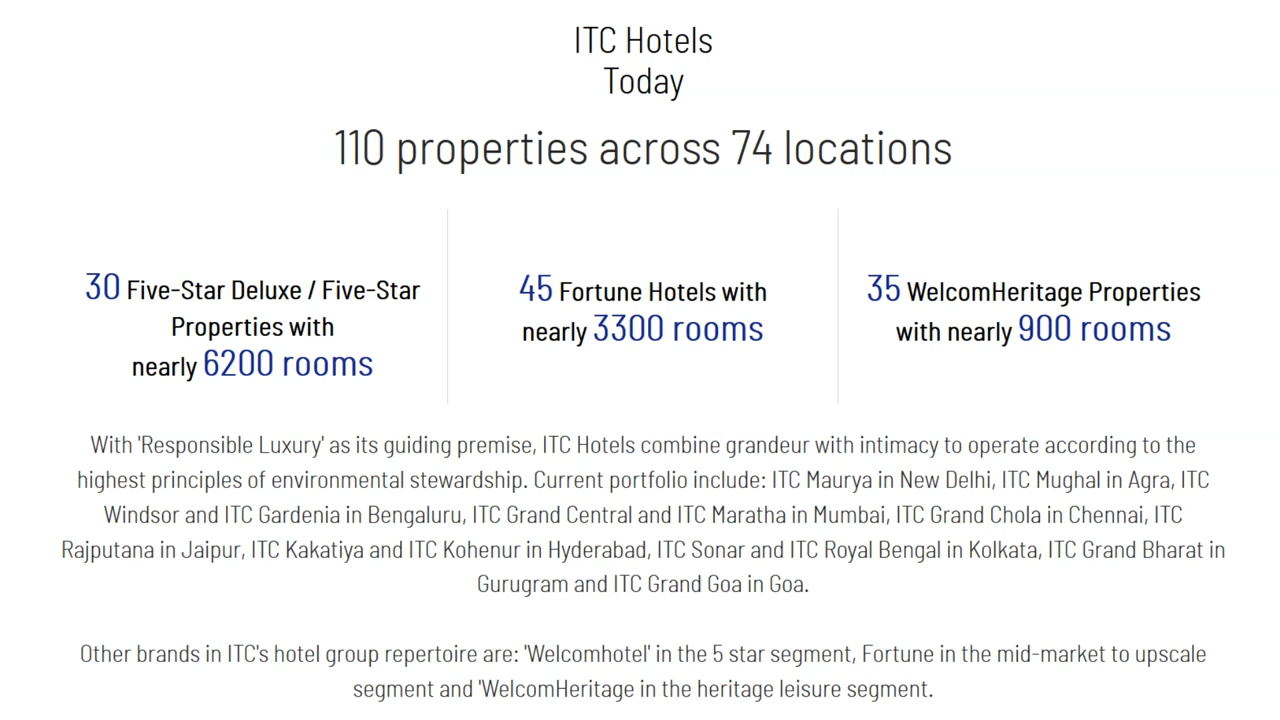 ITC Hotels
Today
110 properties across 74 locations
30 Five-Star Deluxe / Five-Star
Properties with
nearly 6200 rooms
45 Fortune Hotels with
nearly 3300 rooms
35 WelcomHeritage Properties
with nearly 900 rooms
With 'Responsible Luxury' as its guiding premise, ITC Hotels combine grandeur with intimacy to operate according to the
highest principles of environmental stewardship. Current portfolio include: ITC Maurya in New Delhi, ITC Mughal in Agra, ITC
Windsor and ITC Gardenia in Bengaluru, ITC Grand Central and ITC Maratha in Mumbai, ITC Grand Chola in Chennai, ITC
Rajputana in Jaipur, ITC Kakatiya and ITC Kohenur in Hyderabad, ITC Sonar and ITC Royal Bengal in Kolkata, ITC Grand Bharat in
Gurugram and ITC Grand Goa in Goa.
Other brands in ITC's hotel group repertoire are: 'Welcomhotel' in the 5 star segment, Fortune in the mid-market to upscale
segment and 'WelcomHeritage in the heritage leisure segment.